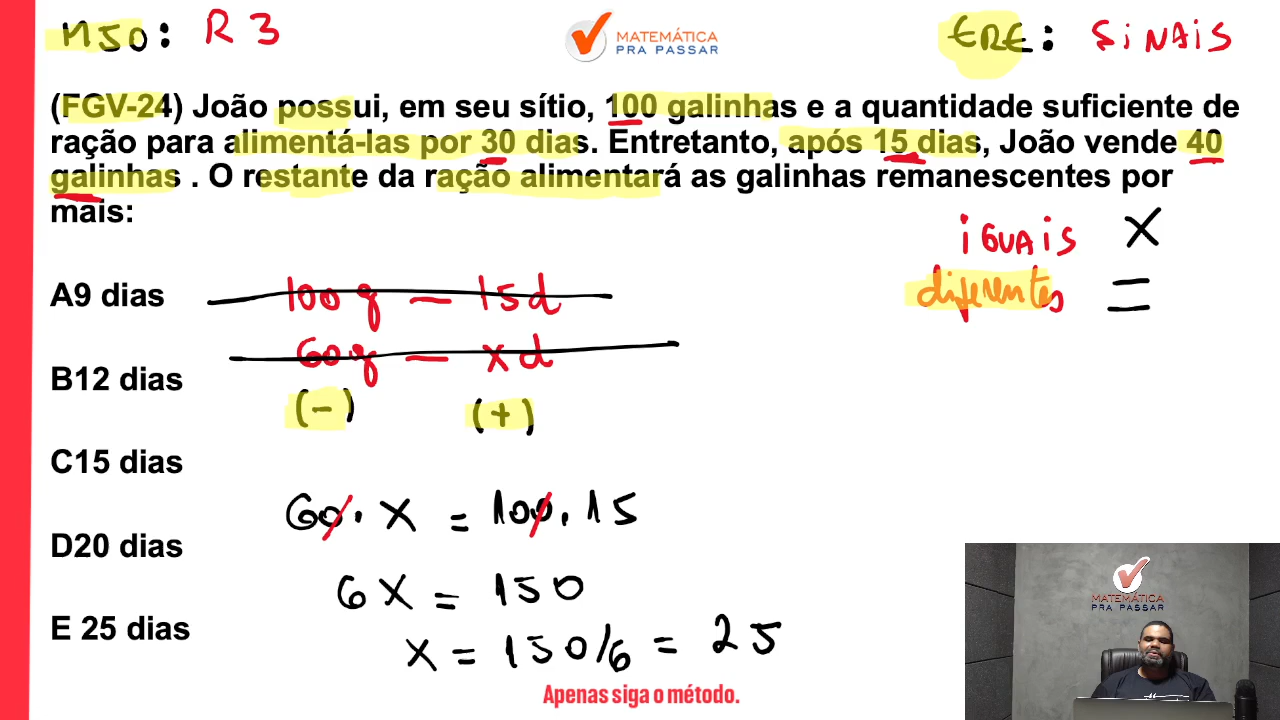 M50: R3
MATEMÁTICA
PRA PASSAR
ERE: SiNAiS
(FGV-24) João possui, em seu sítio, 100 galinhas e a quantidade suficiente de
ração para alimentá-las por 30 dias. Entretanto, após 15 dias, João vende 40
galinhas . O restante da ração alimentará as galinhas remanescentes por
mais:
iGUAiS X
diferentes =
A9 dias
100g — 15d
60g — xd
B12 dias
(-) (+)
C15 dias
60. X = 100.15
D20 dias
6X = 150
E 25 dias
X = 150/6 = 25
Apenas siga o método.
MATEMÁTICA
PRA PASSAR